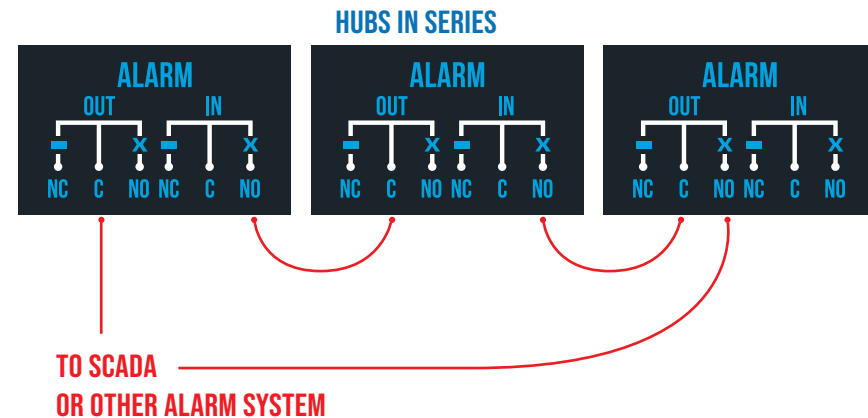 HUBS IN SERIES
ALARM
OUT IN
NC C NO NC C NO
ALARM
OUT IN
NC C NO NC C NO
ALARM
OUT IN
NC C NO NC C NO
TO SCADA
OR OTHER ALARM SYSTEM